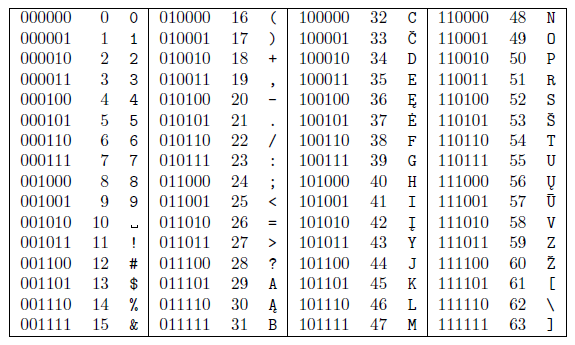 000000 0 0 010000 16 ( 100000 32 C 110000 48 N
000001 1 1 010001 17 ) 100001 33 Č 110001 49 O
000010 2 2 010010 18 + 100010 34 D 110010 50 P
000011 3 3 010011 19 , 100011 35 E 110011 51 R
000100 4 4 010100 20 - 100100 36 Ę 110100 52 S
000101 5 5 010101 21 . 100101 37 Ė 110101 53 Š
000110 6 6 010110 22 / 100110 38 F 110110 54 T
000111 7 7 010111 23 : 100111 39 G 110111 55 U
001000 8 8 011000 24 ; 101000 40 H 111000 56 Ų
001001 9 9 011001 25 < 101001 41 I 111001 57 Ū
001010 10 ␣ 011010 26 = 101010 42 Į 111010 58 V
001011 11 ! 011011 27 > 101011 43 Y 111011 59 Z
001100 12 # 011100 28 ? 101100 44 J 111100 60 Ž
001101 13 $ 011101 29 A 101101 45 K 111101 61 [
001110 14 % 011110 30 Ą 101110 46 L 111110 62 \
001111 15 & 011111 31 B 101111 47 M 111111 63 ]